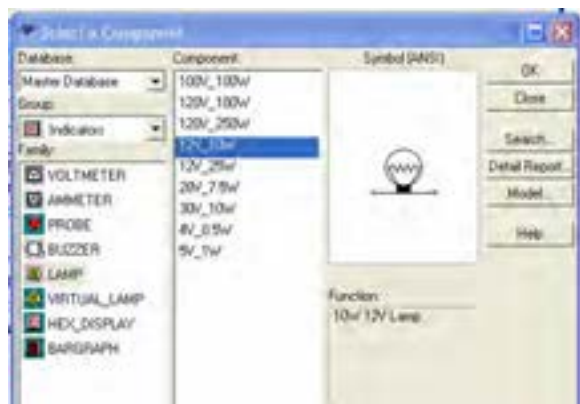 Select a Component
Database:
Master Database
Group:
Indicators
Family:
VOLTMETER
AMMETER
PROBE
BUZZER
LAMP
VIRTUAL_LAMP
HEX_DISPLAY
BARGRAPH
Component:
100V_100W
120V_100W
120V_250W
12V_10W
12V_25W
28V_7.5W
30V_10W
4V_0.5W
5V_1W
Symbol (ANSI)
Function:
10W 12V Lamp
OK
Close
Search...
Detail Report
Model...
Help